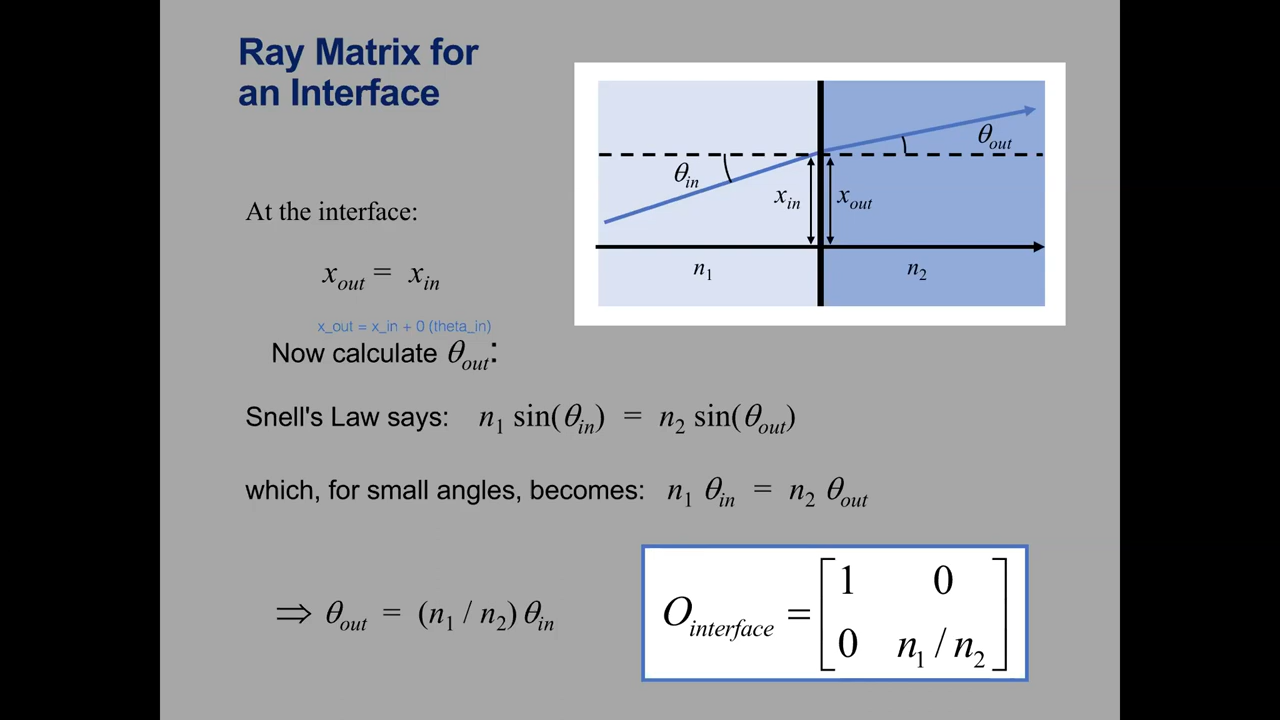 Ray Matrix for
an Interface
θ_out
θ_in
x_in x_out
n_1 n_2
At the interface:
x_out = x_in
x_out = x_in + 0 (theta_in)
Now calculate θ_out:
Snell's Law says: n_1 sin(θ_in) = n_2 sin(θ_out)
which, for small angles, becomes: n_1 θ_in = n_2 θ_out
⇒ θ_out = (n_1 / n_2) θ_in
O_interface = [1 0
0 n_1 / n_2]